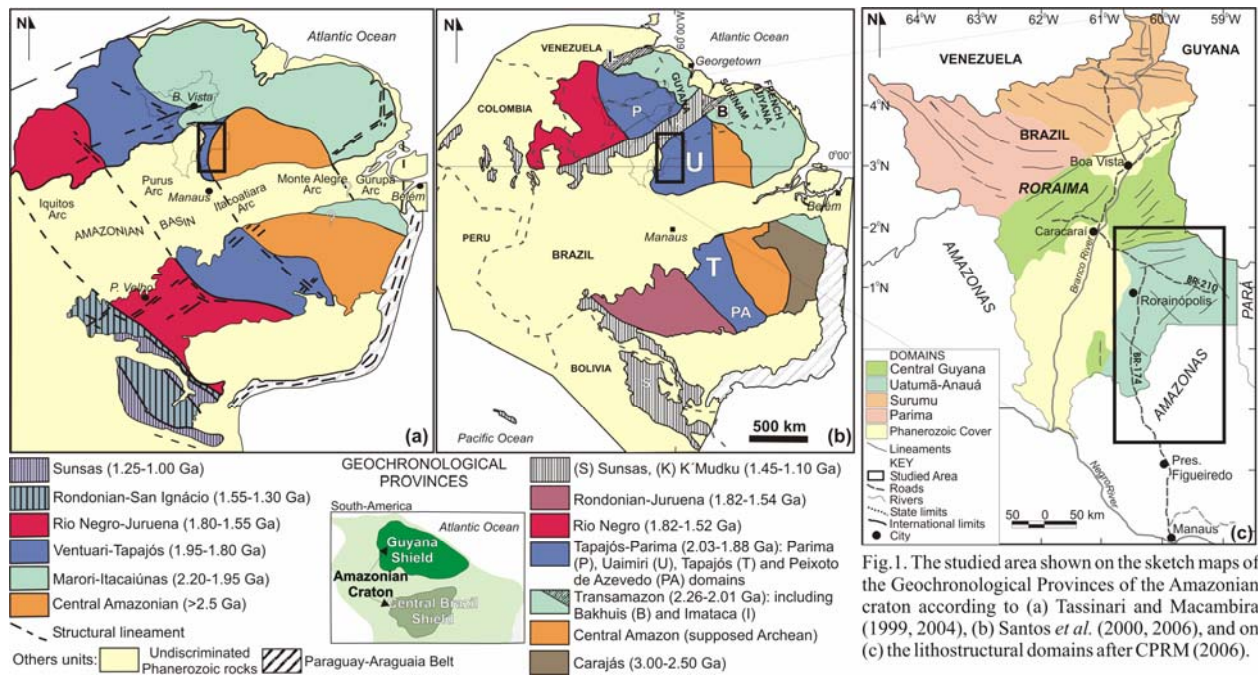 N
Atlantic Ocean
B. Vista
Purus
Arc
Manaus
Itacoatiara
Arc
Monte Alegre
Arc
Gurupa
Arc
Belém
Iquitos
Arc
AMAZONIAN
BASIN
P. Velho
(a)
N
60°00'W
VENEZUELA
Atlantic Ocean
I
Georgetown
COLOMBIA
P
GUYANA
SURINAM
FRENCH
GUYANA
B
K
U
0°00'
Belém
Manaus
PERU
BRAZIL
T
PA
BOLIVIA
S
Pacific Ocean
500 km
(b)
N
64°W
63°W
62°W
61°W
60°W
59°W
VENEZUELA
GUYANA
4°N
BRAZIL
Boa Vista
3°N
RORAIMA
2°N
Caracaraí
Branco River
AMAZONAS
BR-210
PARÁ
1°N
Rorainópolis
BR-174
AMAZONAS
DOMAINS
Central Guyana
Uatumã-Anauá
Surumu
Parima
Phanerozoic Cover
Lineaments
KEY
Studied Area
Roads
Rivers
State limits
International limits
City
Negro River
Pres.
Figueiredo
50 0 50 km
Manaus
(c)
Sunsas (1.25-1.00 Ga)
Rondonian-San Ignácio (1.55-1.30 Ga)
Rio Negro-Juruena (1.80-1.55 Ga)
Ventuari-Tapajós (1.95-1.80 Ga)
Marori-Itacaiúnas (2.20-1.95 Ga)
Central Amazonian (>2.5 Ga)
Structural lineament
Others units:
Undiscriminated
Phanerozoic rocks
Paraguay-Araguaia Belt
GEOCHRONOLOGICAL
PROVINCES
South-America
Atlantic Ocean
Guyana
Shield
Amazonian
Craton
Central Brazil
Shield
(S) Sunsas, (K) K´Mudku (1.45-1.10 Ga)
Rondonian-Juruena (1.82-1.54 Ga)
Rio Negro (1.82-1.52 Ga)
Tapajós-Parima (2.03-1.88 Ga): Parima
(P), Uaimiri (U), Tapajós (T) and Peixoto
de Azevedo (PA) domains
Transamazon (2.26-2.01 Ga): including
Bakhuis (B) and Imataca (I)
Central Amazon (supposed Archean)
Carajás (3.00-2.50 Ga)
Fig.1. The studied area shown on the sketch maps of
the Geochronological Provinces of the Amazonian
craton according to (a) Tassinari and Macambira
(1999, 2004), (b) Santos et al. (2000, 2006), and on
(c) the lithostructural domains after CPRM (2006).